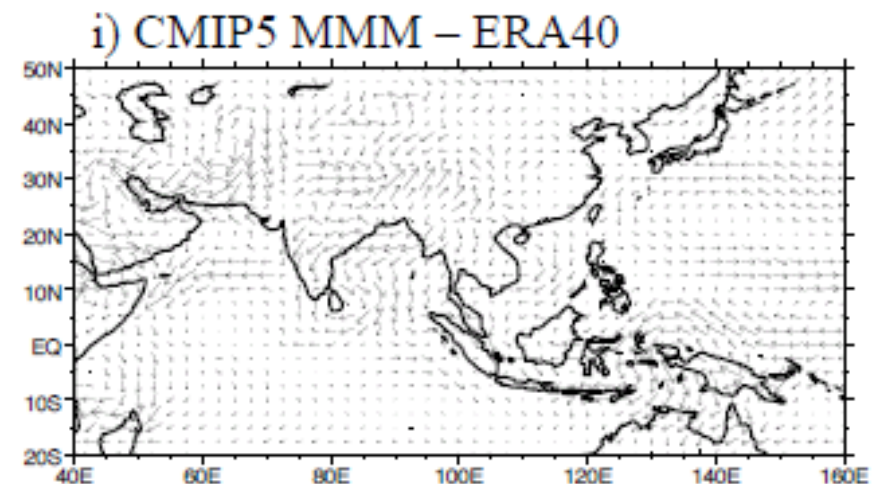 i) CMIP5 MMM – ERA40
50N
40N
30N
20N
10N
EQ
10S
20S
40E 60E 80E 100E 120E 140E 160E